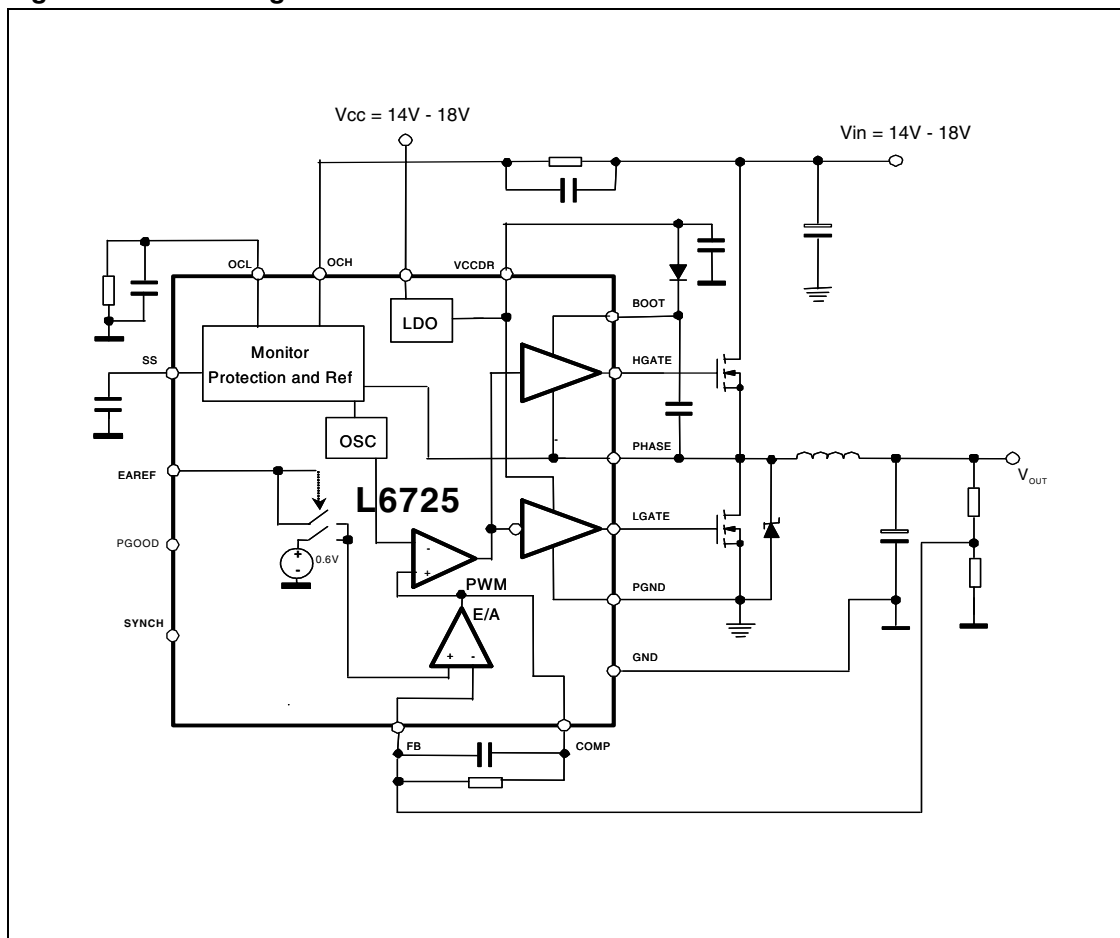 Vcc = 14V - 18V
Vin = 14V - 18V
OCL
OCH
VCCDR
LDO
BOOT
Monitor
Protection and Ref
HGATE
SS
OSC
PHASE
EAREF
L6725
VOUT
LGATE
PGOOD
-
+
0.6V
+
-
PWM
E/A
+ -
PGND
SYNCH
GND
FB
COMP